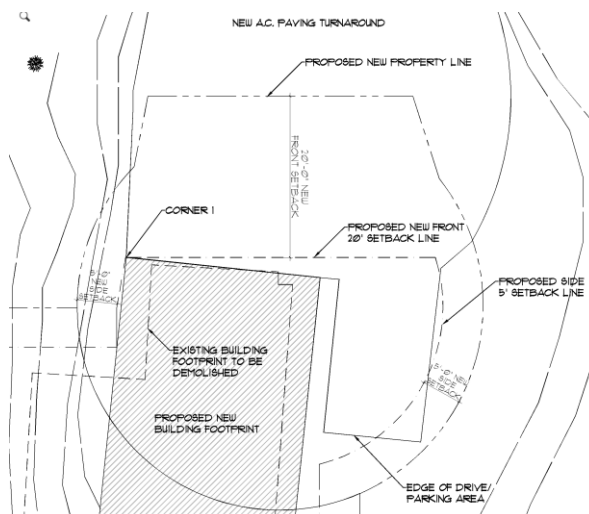 NEW A.C. PAVING TURNAROUND
PROPOSED NEW PROPERTY LINE
20'-0" NEW
FRONT SETBACK
CORNER 1
PROPOSED NEW FRONT
20' SETBACK LINE
5'-0"
NEW
SIDE
SETBACK
PROPOSED SIDE
5' SETBACK LINE
EXISTING BUILDING
FOOTPRINT TO BE
DEMOLISHED
5'-0" NEW
SIDE
SETBACK
PROPOSED NEW
BUILDING FOOTPRINT
EDGE OF DRIVE/
PARKING AREA